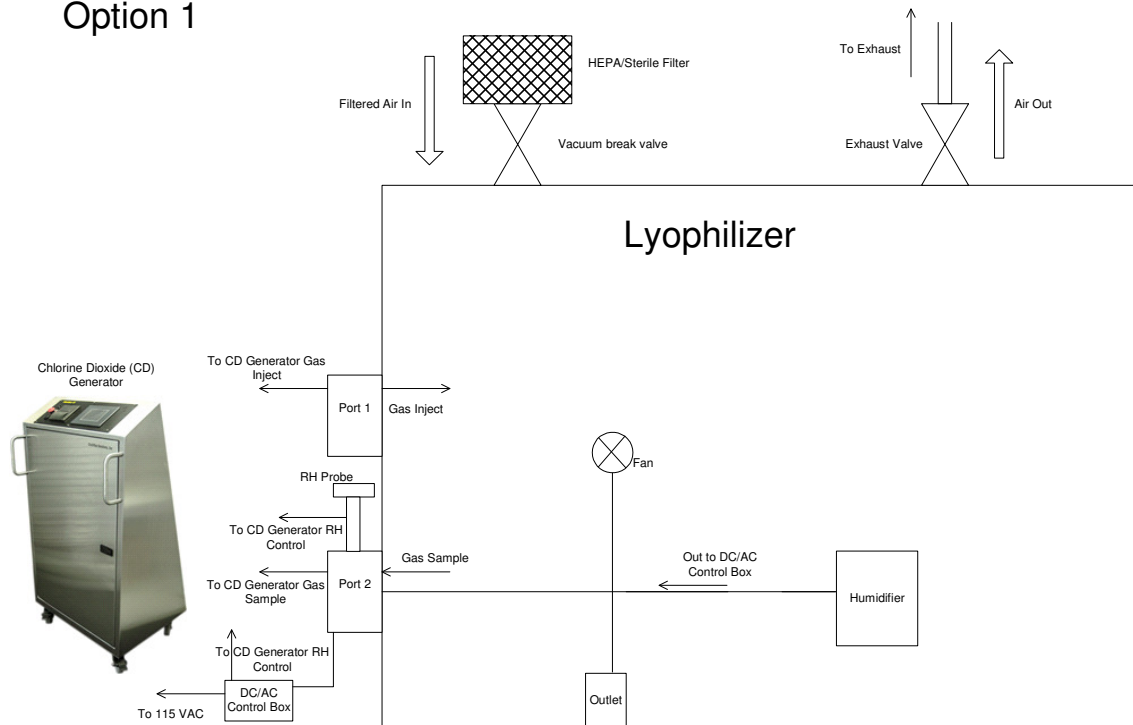 Option 1
To Exhaust
HEPA/Sterile Filter
Filtered Air In
Air Out
Vacuum break valve
Exhaust Valve
Lyophilizer
To CD Generator Gas
Inject
Chlorine Dioxide (CD)
Generator
Port 1
Gas Inject
Fan
RH Probe
To CD Generator RH
Control
Gas Sample
Out to DC/AC
Control Box
To CD Generator Gas
Sample
Port 2
Humidifier
To CD Generator RH
Control
DC/AC
Control Box
Outlet
To 115 VAC